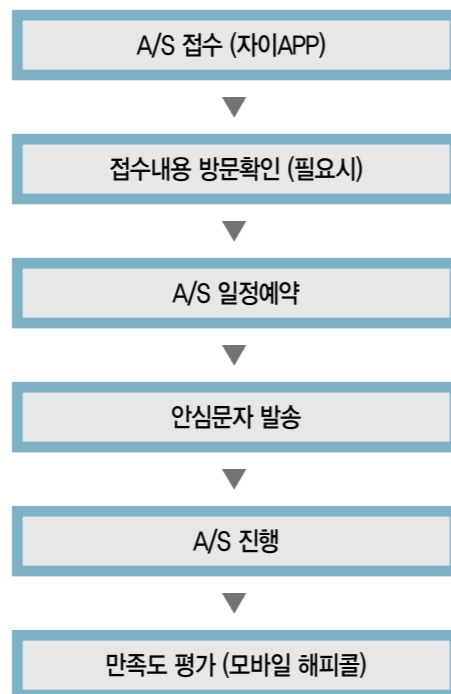 A/S 접수 (자이APP)
접수내용 방문확인 (필요시)
A/S 일정예약
안심문자 발송
A/S 진행
만족도 평가 (모바일 해피콜)